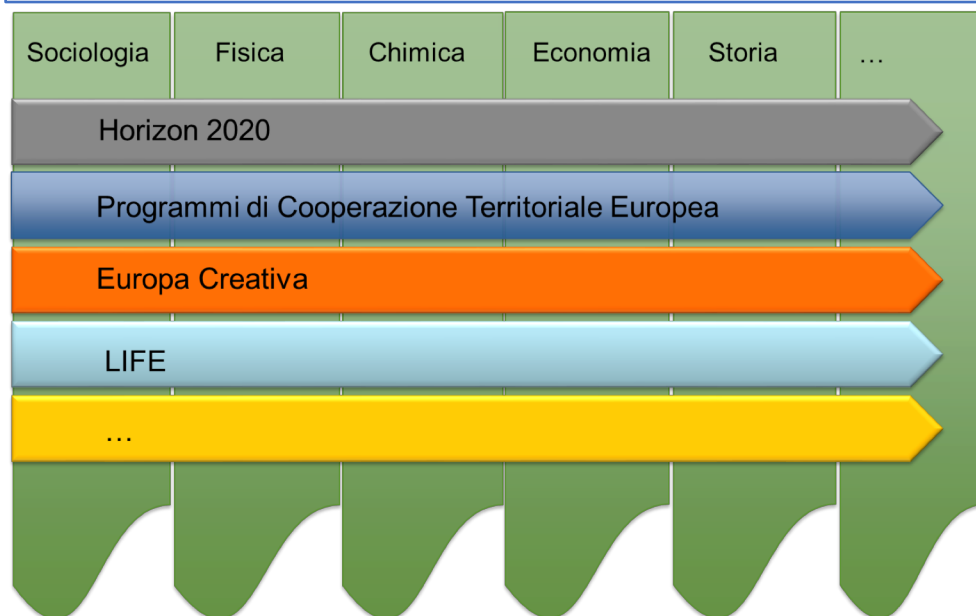 Sociologia Fisica Chimica Economia Storia ...
Horizon 2020
Programmi di Cooperazione Territoriale Europea
Europa Creativa
LIFE
...